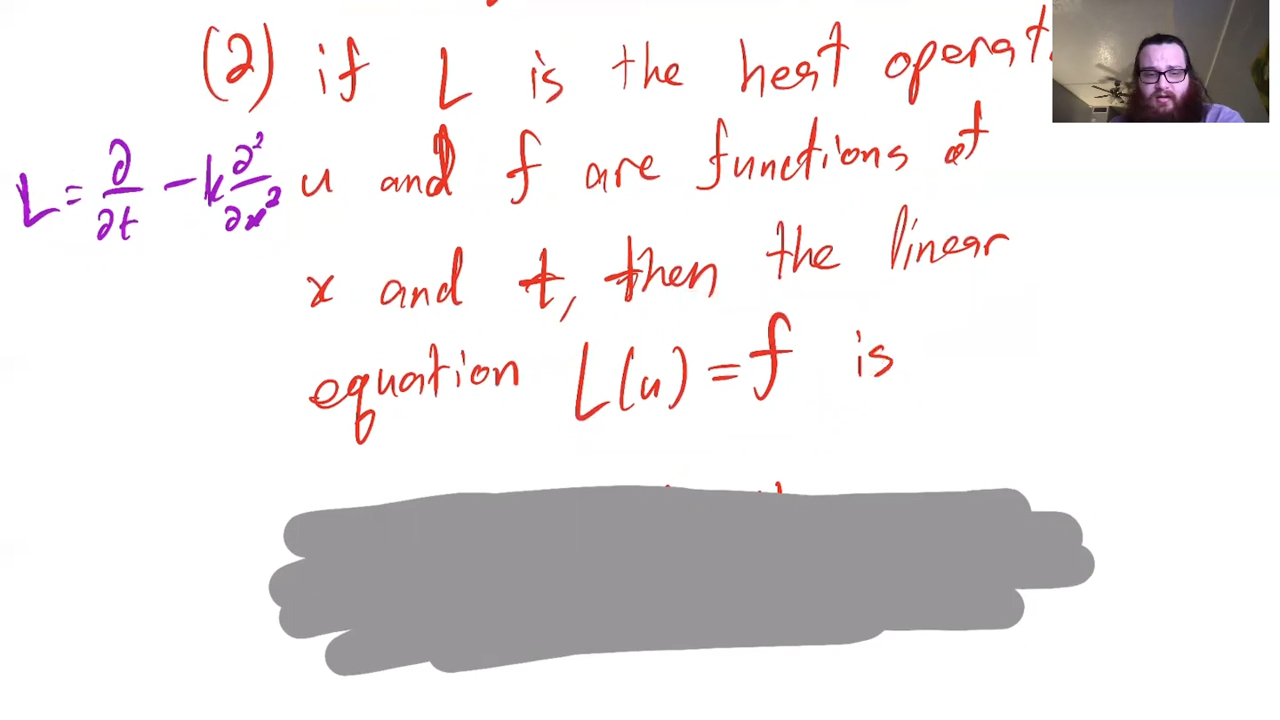 (2) if L is the heat operat
L = ∂/∂t - k ∂²/∂x²
u and f are functions of
x and t, then the linear
equation L(u) = f is